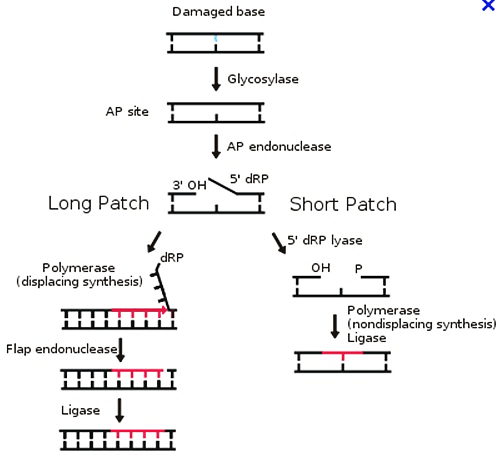 Damaged base
Glycosylase
AP site
AP endonuclease
3' OH
5' dRP
Long Patch
Short Patch
5' dRP lyase
dRP
Polymerase
(displacing synthesis)
OH
P
Polymerase
(nondisplacing synthesis)
Ligase
Flap endonuclease
Ligase